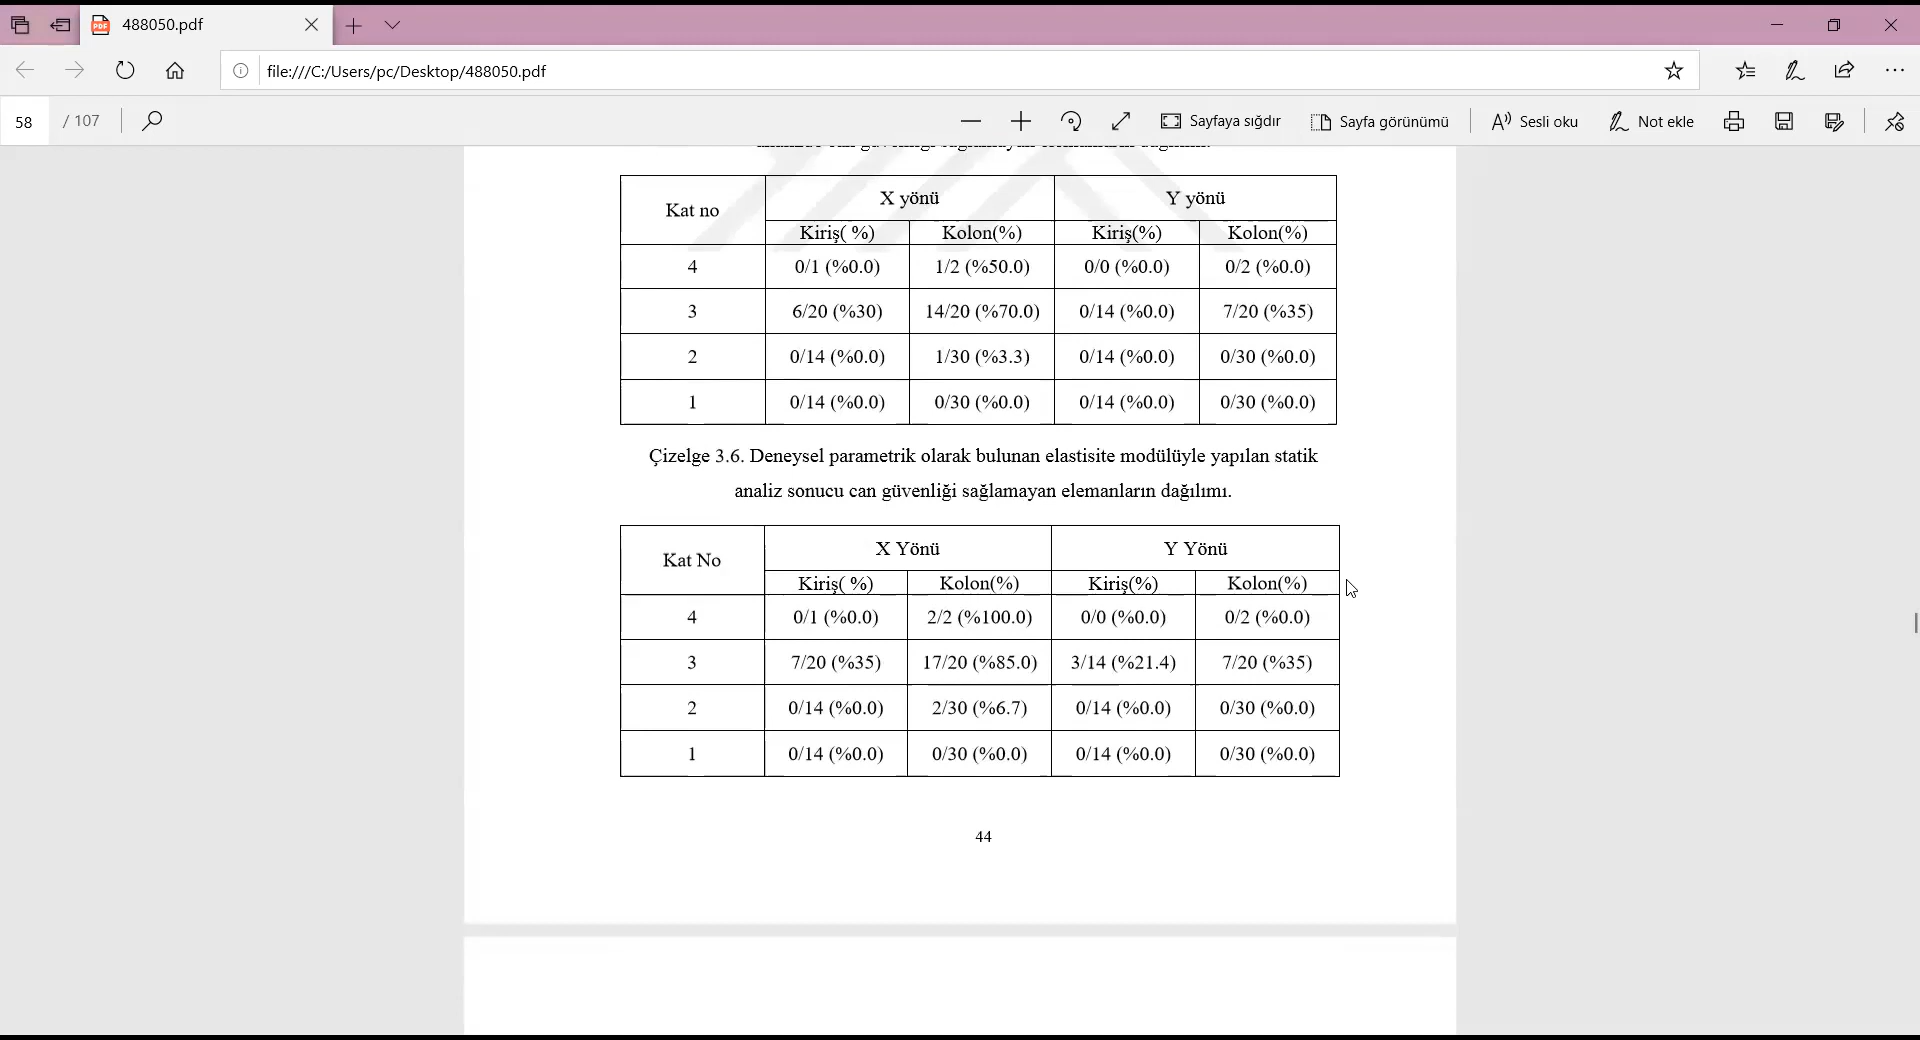 488050.pdf
file:///C:/Users/pc/Desktop/488050.pdf
58 / 107 Sayfaya sığdır Sayfa görünümü Sesli oku Not ekle
Kat no X yönü Y yönü
Kiriş( %) Kolon(%) Kiriş(%) Kolon(%)
4 0/1 (%0.0) 1/2 (%50.0) 0/0 (%0.0) 0/2 (%0.0)
3 6/20 (%30) 14/20 (%70.0) 0/14 (%0.0) 7/20 (%35)
2 0/14 (%0.0) 1/30 (%3.3) 0/14 (%0.0) 0/30 (%0.0)
1 0/14 (%0.0) 0/30 (%0.0) 0/14 (%0.0) 0/30 (%0.0)
Çizelge 3.6. Deneysel parametrik olarak bulunan elastisite modülüyle yapılan statik
analiz sonucu can güvenliği sağlamayan elemanların dağılımı.
Kat No X Yönü Y Yönü
Kiriş( %) Kolon(%) Kiriş(%) Kolon(%)
4 0/1 (%0.0) 2/2 (%100.0) 0/0 (%0.0) 0/2 (%0.0)
3 7/20 (%35) 17/20 (%85.0) 3/14 (%21.4) 7/20 (%35)
2 0/14 (%0.0) 2/30 (%6.7) 0/14 (%0.0) 0/30 (%0.0)
1 0/14 (%0.0) 0/30 (%0.0) 0/14 (%0.0) 0/30 (%0.0)
44